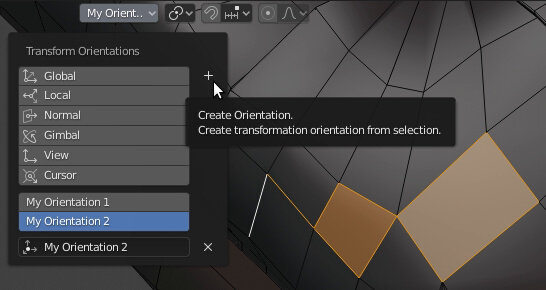 My Orient..
Transform Orientations
Global
Local
Normal
Gimbal
View
Cursor
Create Orientation.
Create transformation orientation from selection.
My Orientation 1
My Orientation 2
My Orientation 2